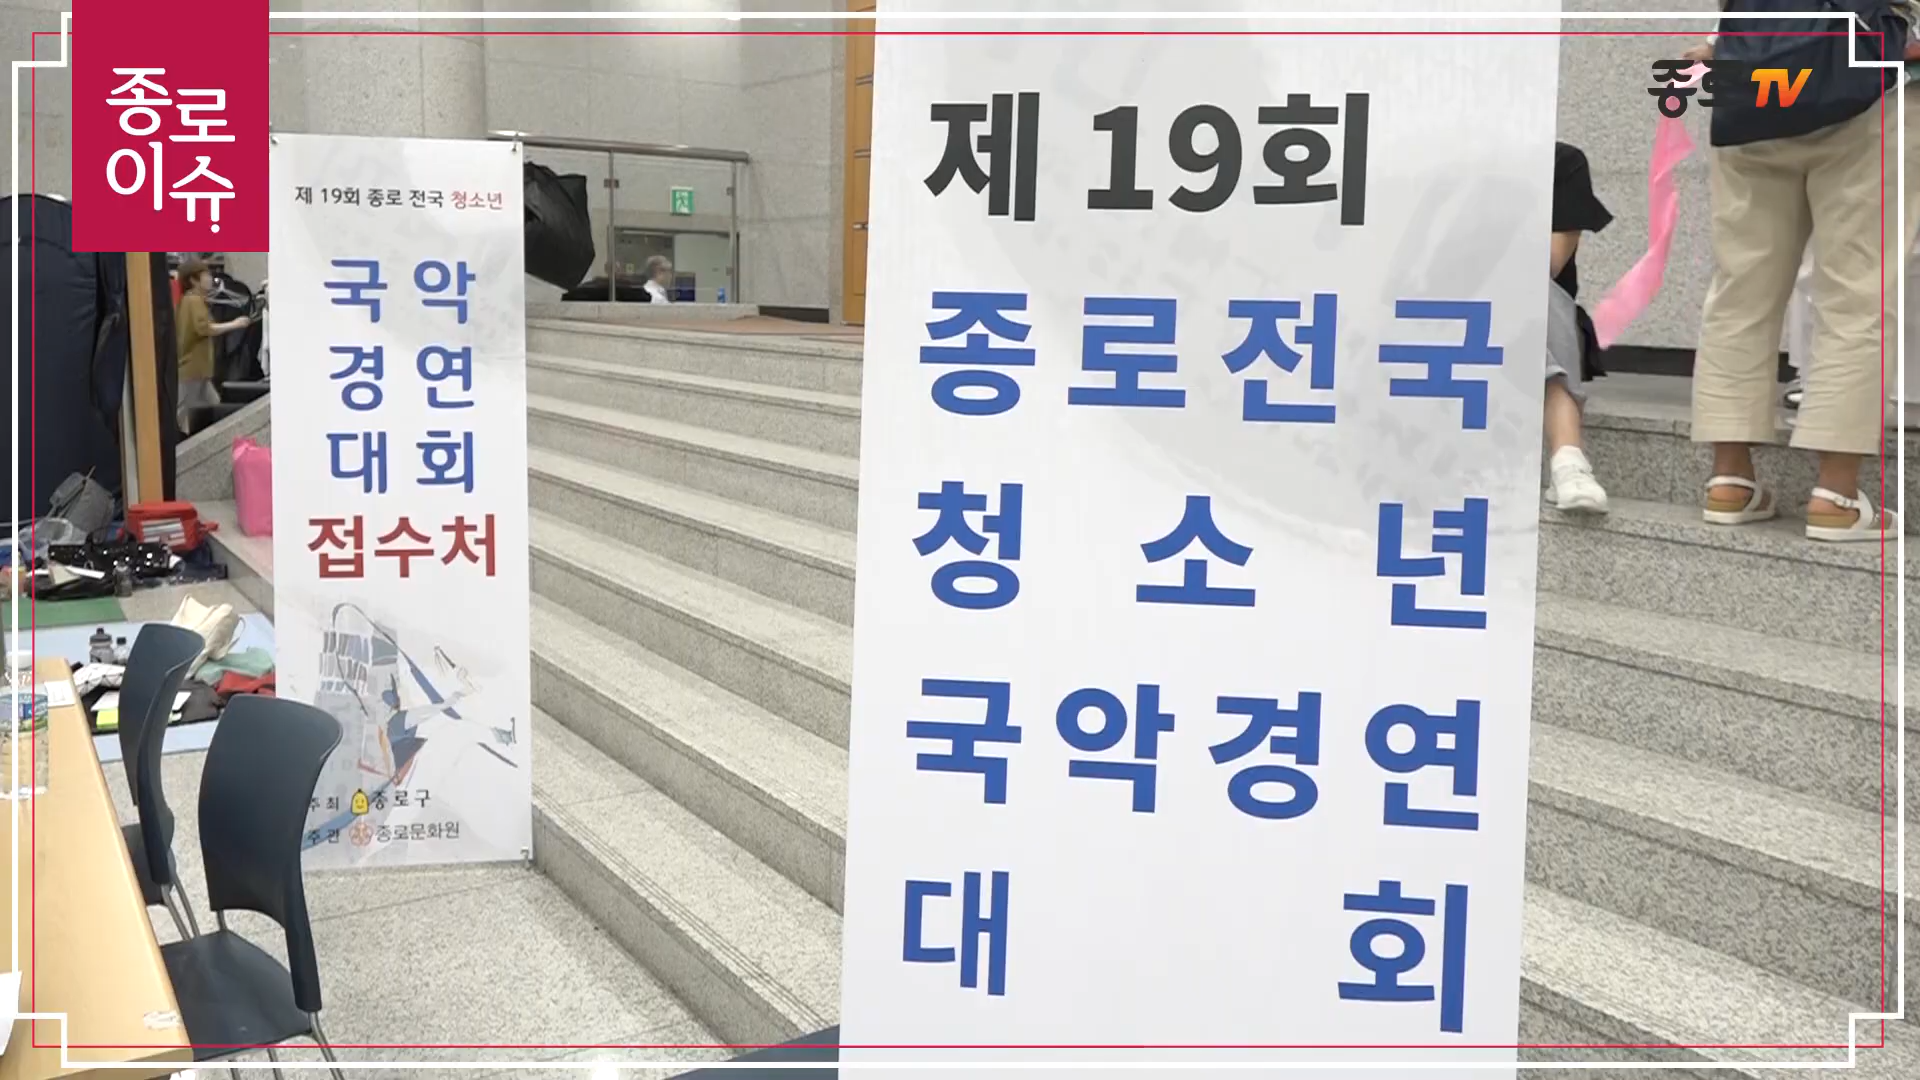 종로
이슈
종로TV
제 19회 종로 전국 청소년
국악
경연
대회
접수처
주최 종로구
주관 종로문화원
제 19회
종로전국
청소년
국악경연
대회